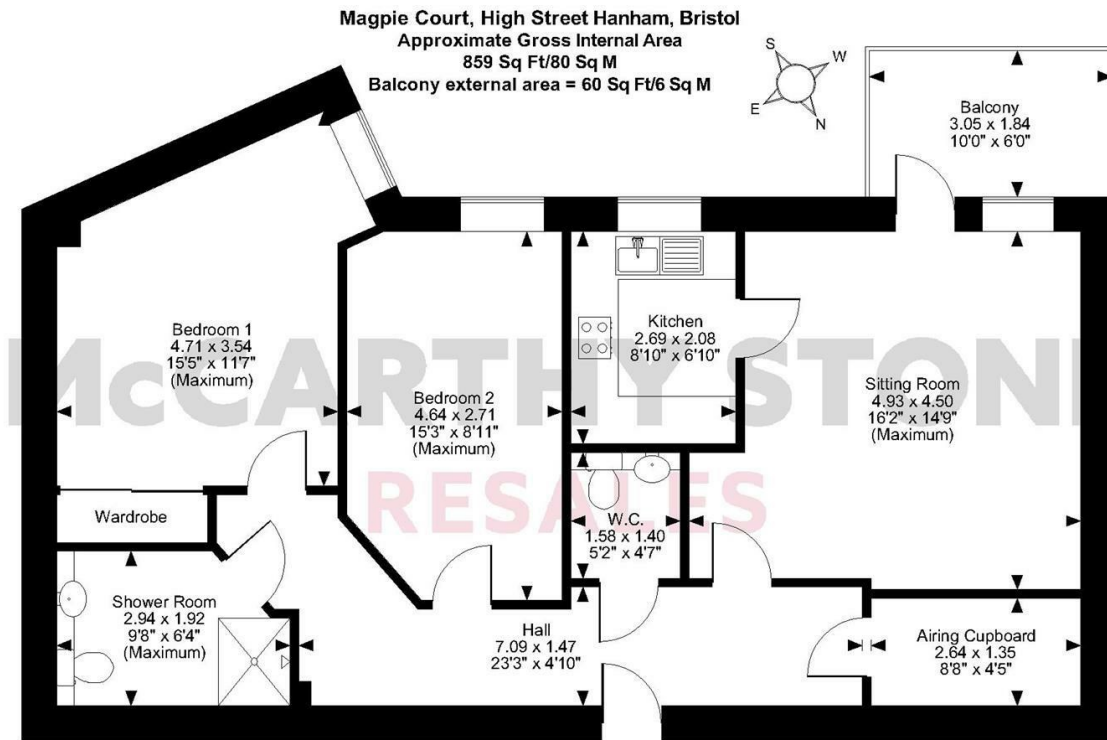 Magpie Court, High Street Hanham, Bristol
Approximate Gross Internal Area
859 Sq Ft/80 Sq M
Balcony external area = 60 Sq Ft/6 Sq M
S
W
E
N
Balcony
3.05 x 1.84
10'0" x 6'0"
Bedroom 1
4.71 x 3.54
15'5" x 11'7"
(Maximum)
Bedroom 2
4.64 x 2.71
15'3" x 8'11"
(Maximum)
Kitchen
2.69 x 2.08
8'10" x 6'10"
Sitting Room
4.93 x 4.50
16'2" x 14'9"
(Maximum)
McCARTHY STONE
RESALES
Wardrobe
W.C.
1.58 x 1.40
5'2" x 4'7"
Shower Room
2.94 x 1.92
9'8" x 6'4"
(Maximum)
Hall
7.09 x 1.47
23'3" x 4'10"
Airing Cupboard
2.64 x 1.35
8'8" x 4'5"